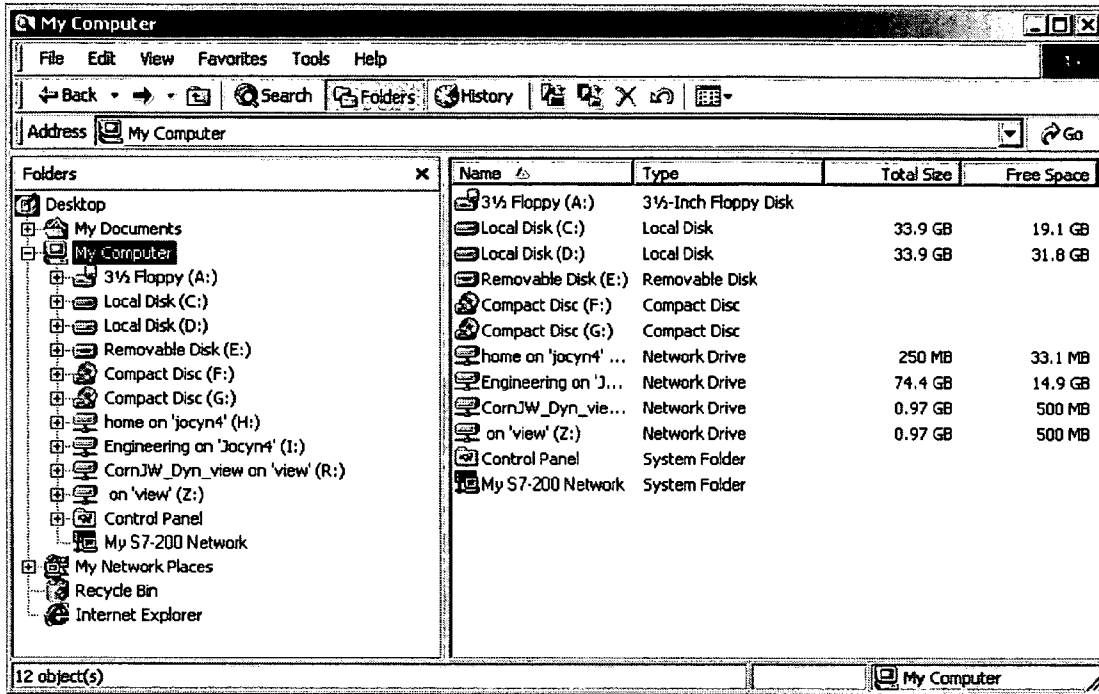 My Computer
File Edit View Favorites Tools Help
Back Search Folders History
Address My Computer Go
Folders
Desktop
My Documents
My Computer
3½ Floppy (A:)
Local Disk (C:)
Local Disk (D:)
Removable Disk (E:)
Compact Disc (F:)
Compact Disc (G:)
home on 'jocyn4' (H:)
Engineering on 'Jocyn4' (I:)
CornJW_Dyn_view on 'view' (R:)
on 'view' (Z:)
Control Panel
My S7-200 Network
My Network Places
Recycle Bin
Internet Explorer
Name Type Total Size Free Space
3½ Floppy (A:) 3½-Inch Floppy Disk
Local Disk (C:) Local Disk 33.9 GB 19.1 GB
Local Disk (D:) Local Disk 33.9 GB 31.8 GB
Removable Disk (E:) Removable Disk
Compact Disc (F:) Compact Disc
Compact Disc (G:) Compact Disc
home on 'jocyn4' ... Network Drive 250 MB 33.1 MB
Engineering on 'J... Network Drive 74.4 GB 14.9 GB
CornJW_Dyn_vie... Network Drive 0.97 GB 500 MB
on 'view' (Z:) Network Drive 0.97 GB 500 MB
Control Panel System Folder
My S7-200 Network System Folder
12 object(s) My Computer